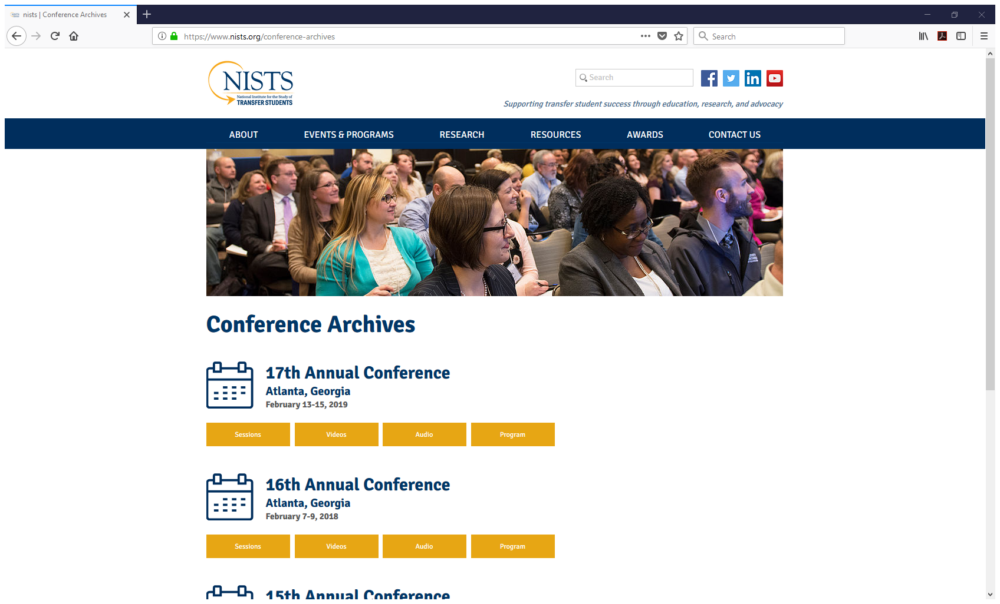 nists | Conference Archives
https://www.nists.org/conference-archives
Search
NISTS
National Institute for the Study of
TRANSFER STUDENTS
Search
Supporting transfer student success through education, research, and advocacy
ABOUT
EVENTS & PROGRAMS
RESEARCH
RESOURCES
AWARDS
CONTACT US
Conference Archives
17th Annual Conference
Atlanta, Georgia
February 13-15, 2019
Sessions
Videos
Audio
Program
16th Annual Conference
Atlanta, Georgia
February 7-9, 2018
Sessions
Videos
Audio
Program
15th Annual Conference